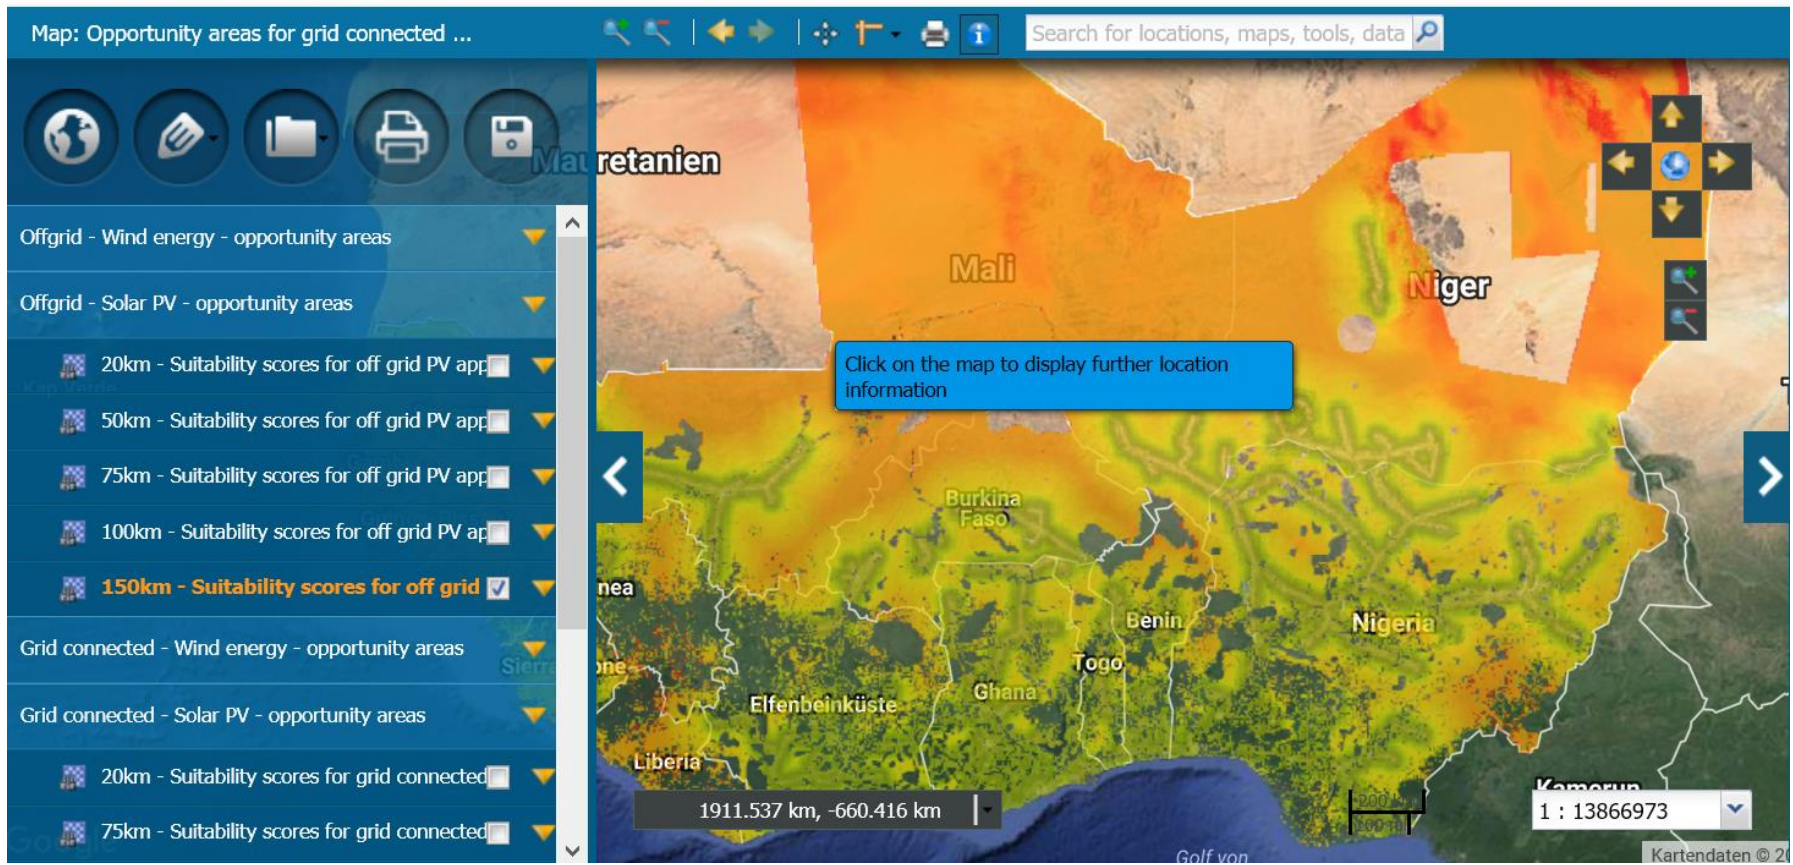 Map: Opportunity areas for grid connected ...
Search for locations, maps, tools, data
Mauretanien
Offgrid - Wind energy - opportunity areas
Offgrid - Solar PV - opportunity areas
20km - Suitability scores for off grid PV app
50km - Suitability scores for off grid PV app
75km - Suitability scores for off grid PV app
100km - Suitability scores for off grid PV ap
150km - Suitability scores for off grid
Grid connected - Wind energy - opportunity areas
Sierra
Grid connected - Solar PV - opportunity areas
20km - Suitability scores for grid connected
75km - Suitability scores for grid connected
Google
Mali
Niger
Click on the map to display further location
information
Burkina
Faso
nea
Benin
Nigeria
one
Togo
Ghana
Elfenbeinküste
Liberia
Kamerun
1911.537 km, -660.416 km
1 : 13866973
Golf von
Kartendaten © 20